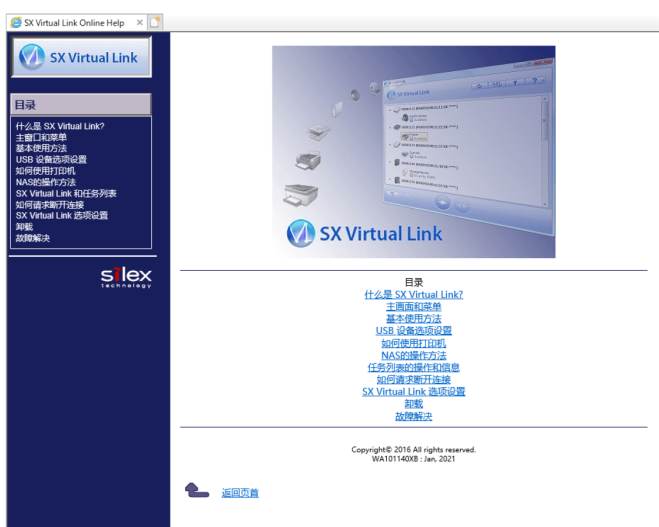 SX Virtual Link Online Help
SX Virtual Link
目录
什么是 SX Virtual Link?
主窗口和菜单
基本使用方法
USB 设备选项设置
如何使用打印机
NAS的操作方法
SX Virtual Link 和任务列表
如何请求断开连接
SX Virtual Link 选项设置
卸载
故障解决
silex
technology
SX Virtual Link
SX Virtual Link
目录
什么是 SX Virtual Link?
主画面和菜单
基本使用方法
USB 设备选项设置
如何使用打印机
NAS的操作方法
任务列表的操作和信息
如何请求断开连接
SX Virtual Link 选项设置
卸载
故障解决
Copyright© 2016 All rights reserved.
WA101140XB : Jan, 2021
返回页首